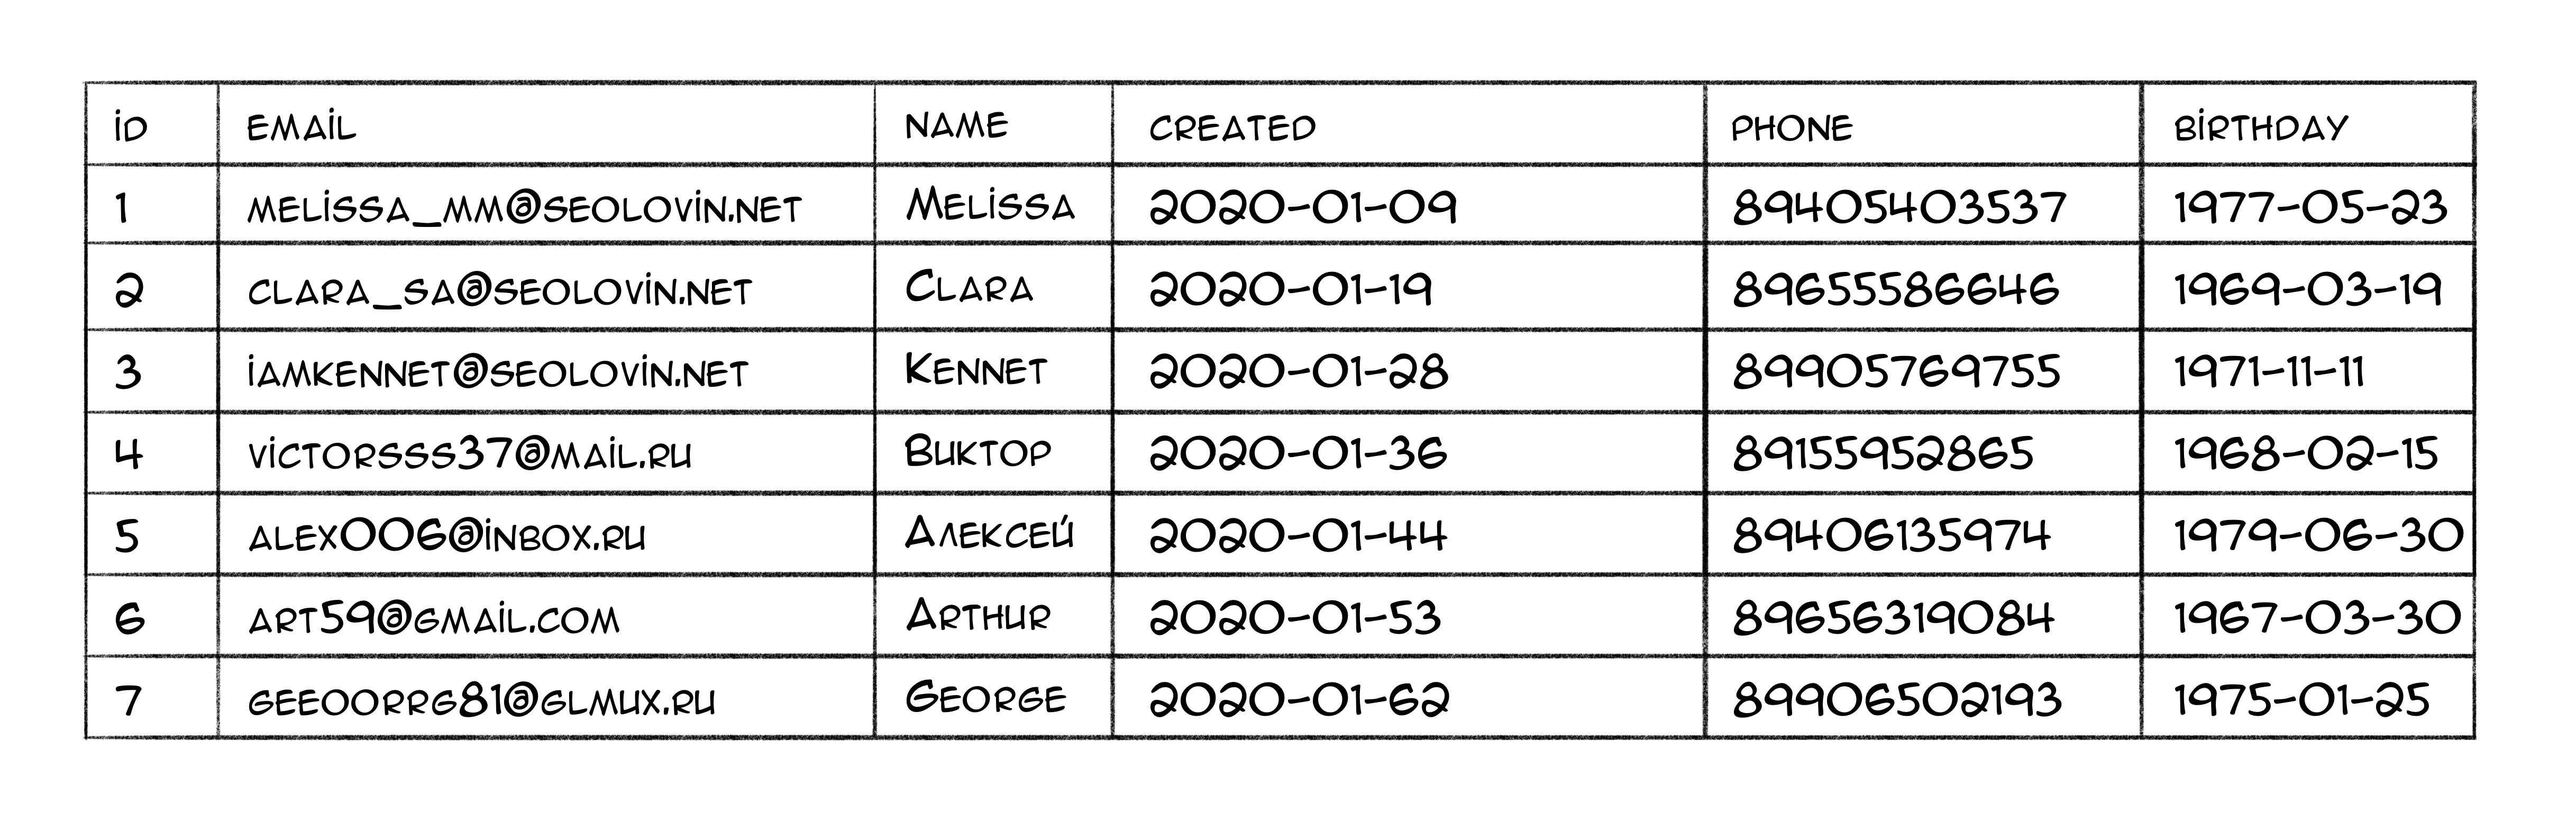 id email name created phone birthday
1 melissa_mm@seolovin.net Melissa 2020-01-09 89405403537 1977-05-23
2 clara_sa@seolovin.net Clara 2020-01-19 89655586646 1969-03-19
3 iamkennet@seolovin.net Kennet 2020-01-28 89905769755 1971-11-11
4 victorsss37@mail.ru Виктор 2020-01-36 89155952865 1968-02-15
5 alex006@inbox.ru Алексей 2020-01-44 89406135974 1979-06-30
6 art59@gmail.com Arthur 2020-01-53 89656319084 1967-03-30
7 geeoorrg81@glmux.ru George 2020-01-62 89906502193 1975-01-25